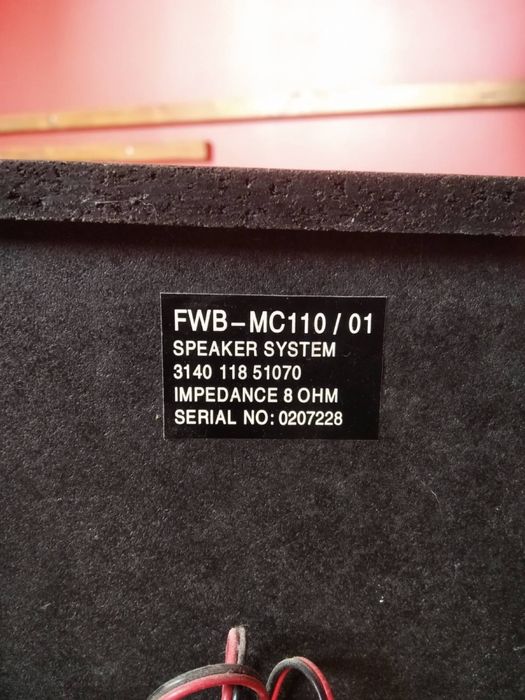 FWB-MC110 / 01
SPEAKER SYSTEM
3140 118 51070
IMPEDANCE 8 OHM
SERIAL NO: 0207228